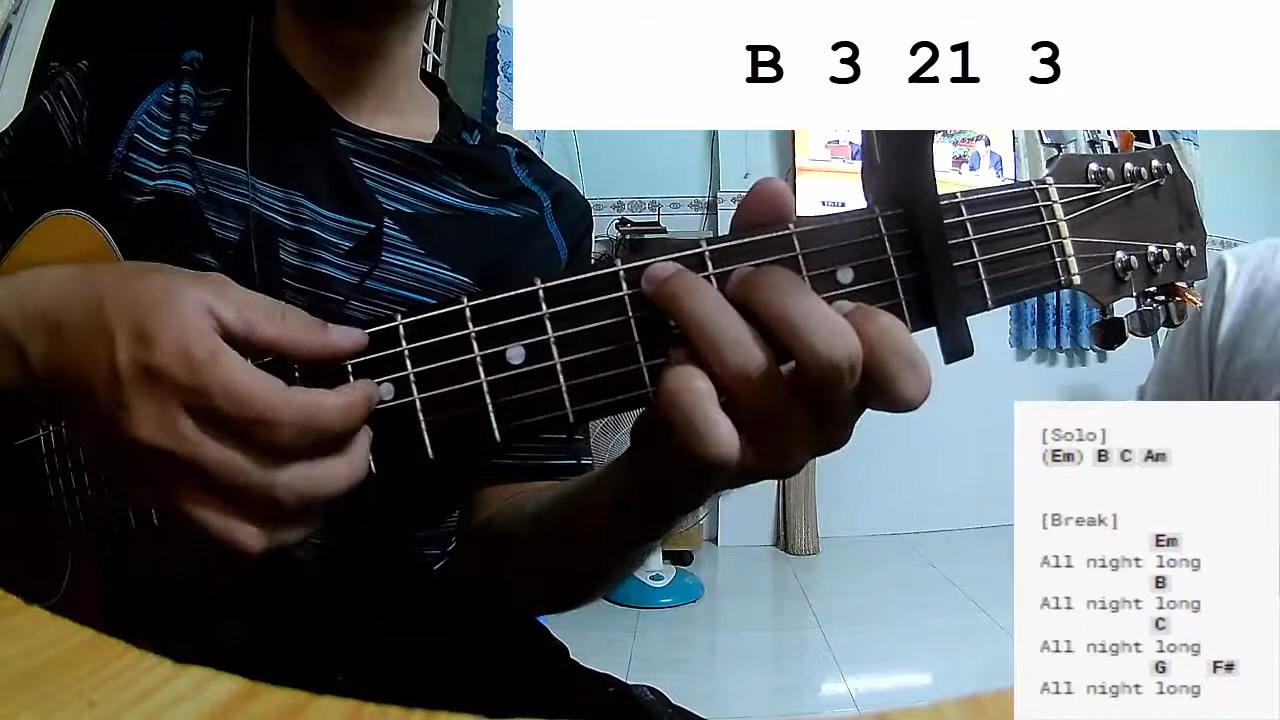 B 3 21 3
[Solo]
(Em) B C Am
[Break]
Em
All night long
B
All night long
C
All night long
G F#
All night long